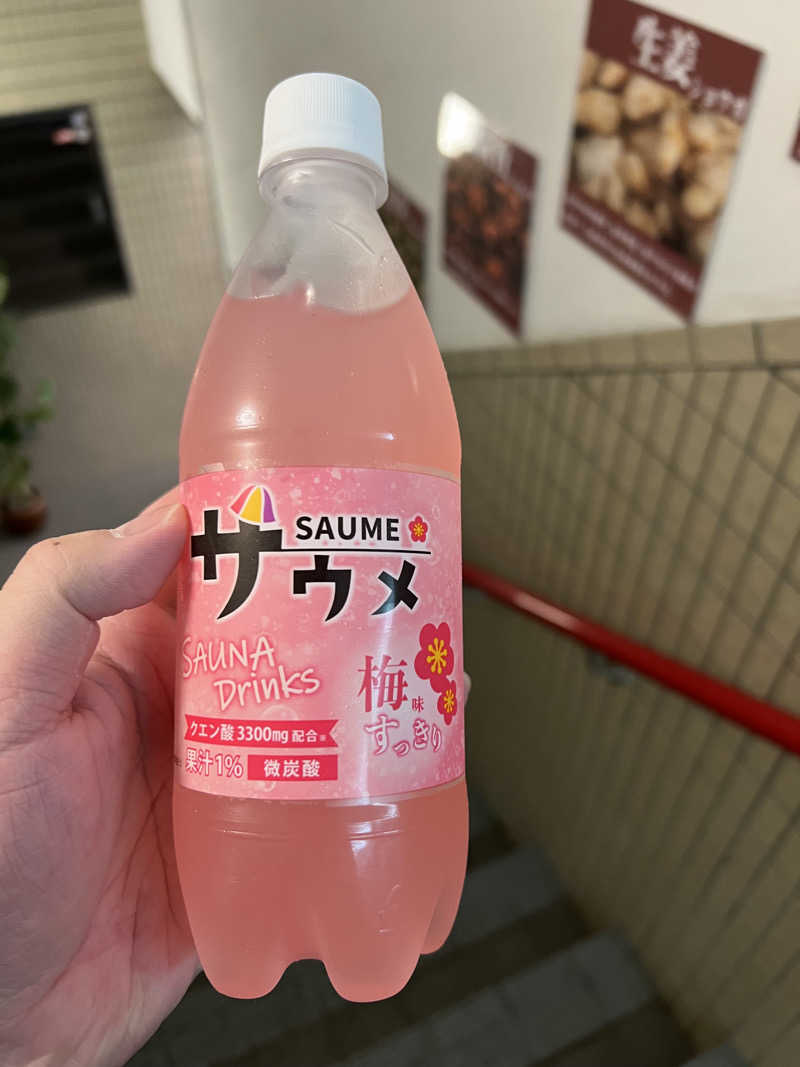 生姜
SAUME
サウメ
SAUNA
Drinks
梅味
すっきり
クエン酸3300mg配合※
果汁1%
微炭酸